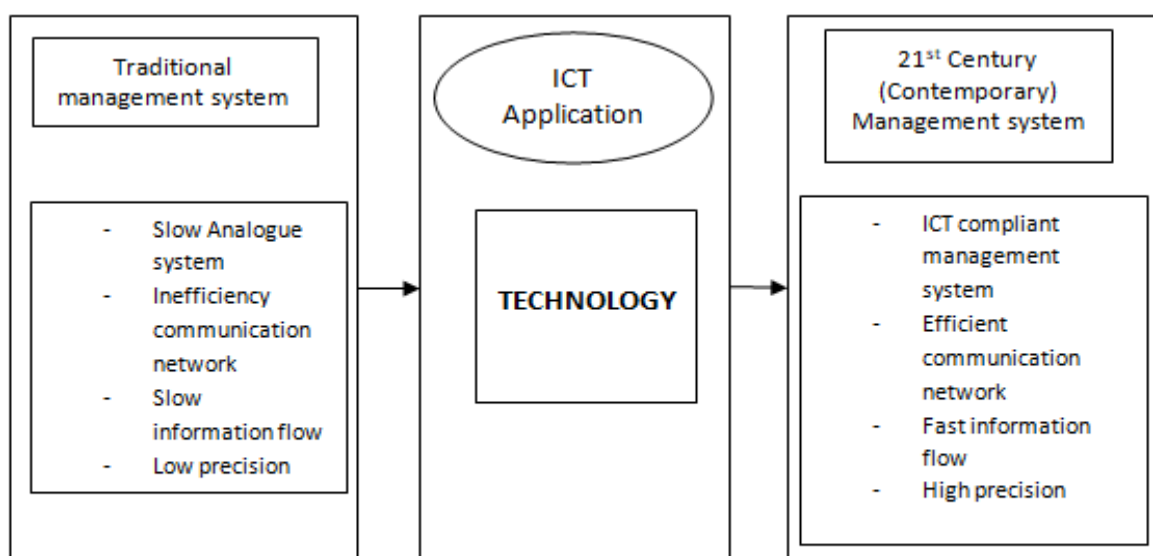 Traditional
management system
- Slow Analogue
system
- Inefficiency
communication
network
- Slow
information flow
- Low precision
ICT
Application
TECHNOLOGY
21st Century
(Contemporary)
Management system
- ICT compliant
management
system
- Efficient
communication
network
- Fast information
flow
- High precision